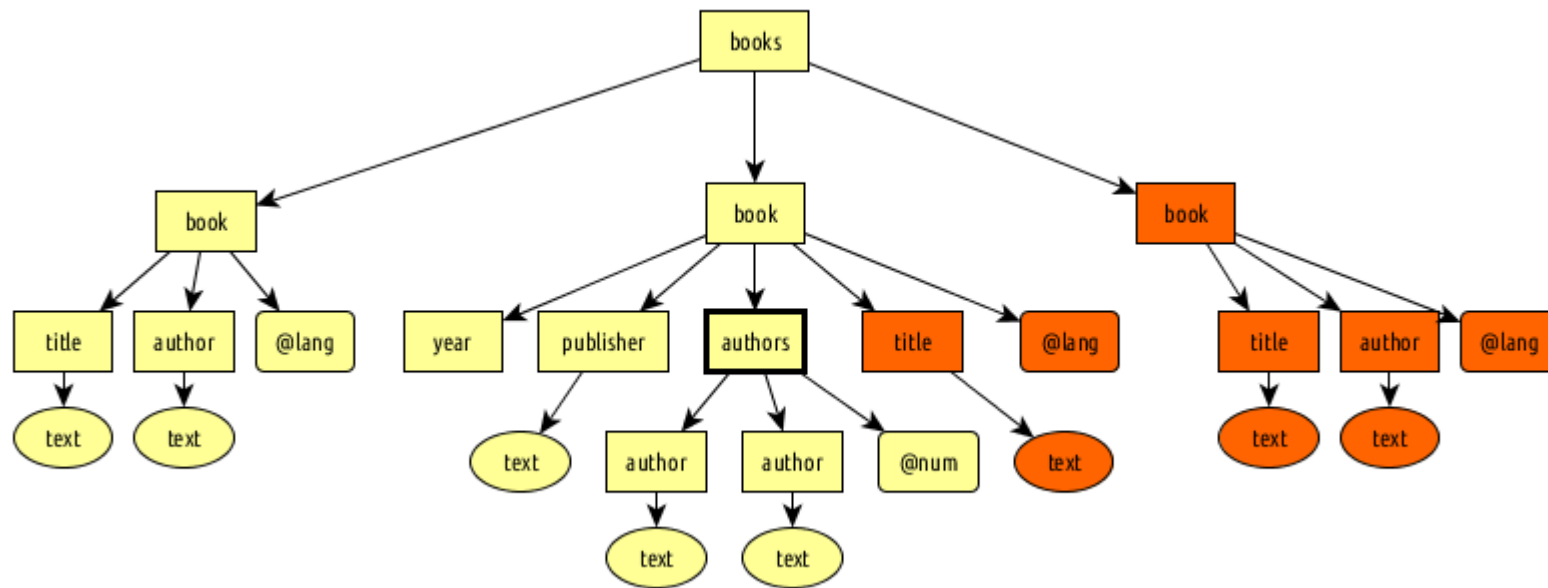 books
book
book
book
title
author
@lang
year
publisher
authors
title
@lang
title
author
@lang
text
text
text
author
author
@num
text
text
text
text
text